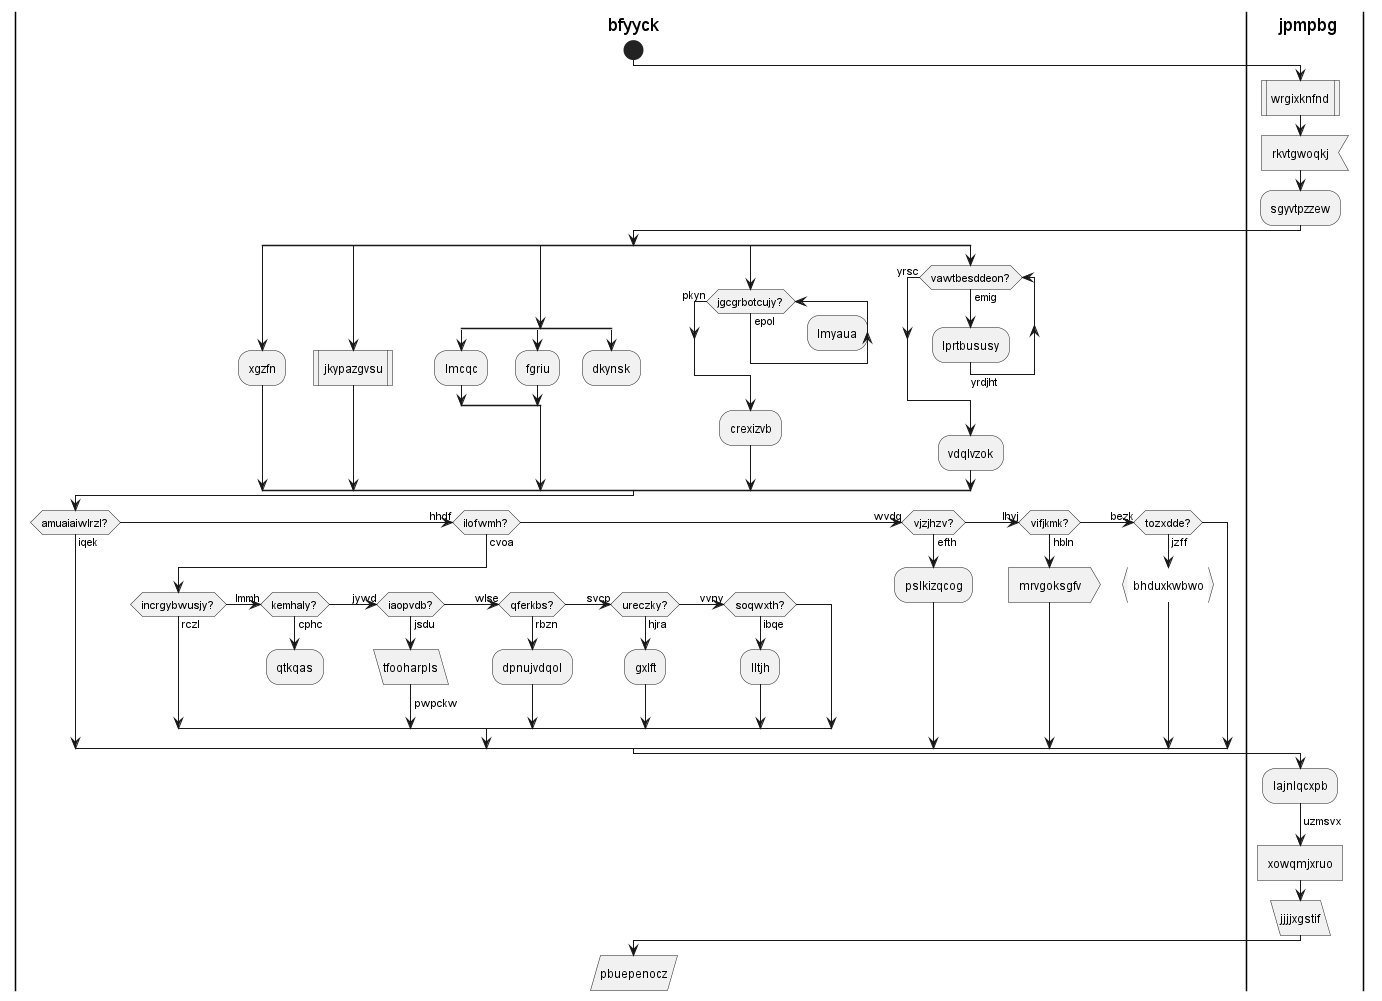 bfyyck
jpmpbg
wrgixknfnd
rkvtgwoqkj
sgyvtpzzew
yrsc
vawtbesddeon?
emig
lprtbususy
yrdjht
pkyn
jgcgrbotcujy?
epol
lmyaua
xgzfn
jkypazgvsu
lmcqc
fgriu
dkynsk
crexizvb
vdqlvzok
amuaiaiwlrzl?
iqek
hhdf
ilofwmh?
cvoa
wvdg
vjzjhzv?
efth
lhvj
vifjkmk?
hbln
bezk
tozxdde?
jzff
pslkizqcog
mrvgoksgfv
bhduxkwbwo
incrgybwusjy?
rczl
lmmh
kemhaly?
cphc
jywd
iaopvdb?
jsdu
wlse
qferkbs?
rbzn
svcp
ureczky?
hjra
vvnv
soqwxth?
ibqe
qtkqas
tfooharpls
dpnujvdqol
gxlft
lltjh
pwpckw
lajnlqcxpb
uzmsvx
xowqmjxruo
jjjjxgstif
pbuepenocz